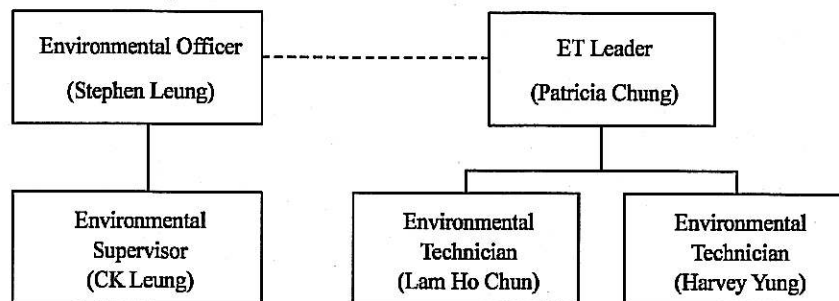 Environmental Officer
(Stephen Leung)
ET Leader
(Patricia Chung)
Environmental
Supervisor
(CK Leung)
Environmental
Technician
(Lam Ho Chun)
Environmental
Technician
(Harvey Yung)